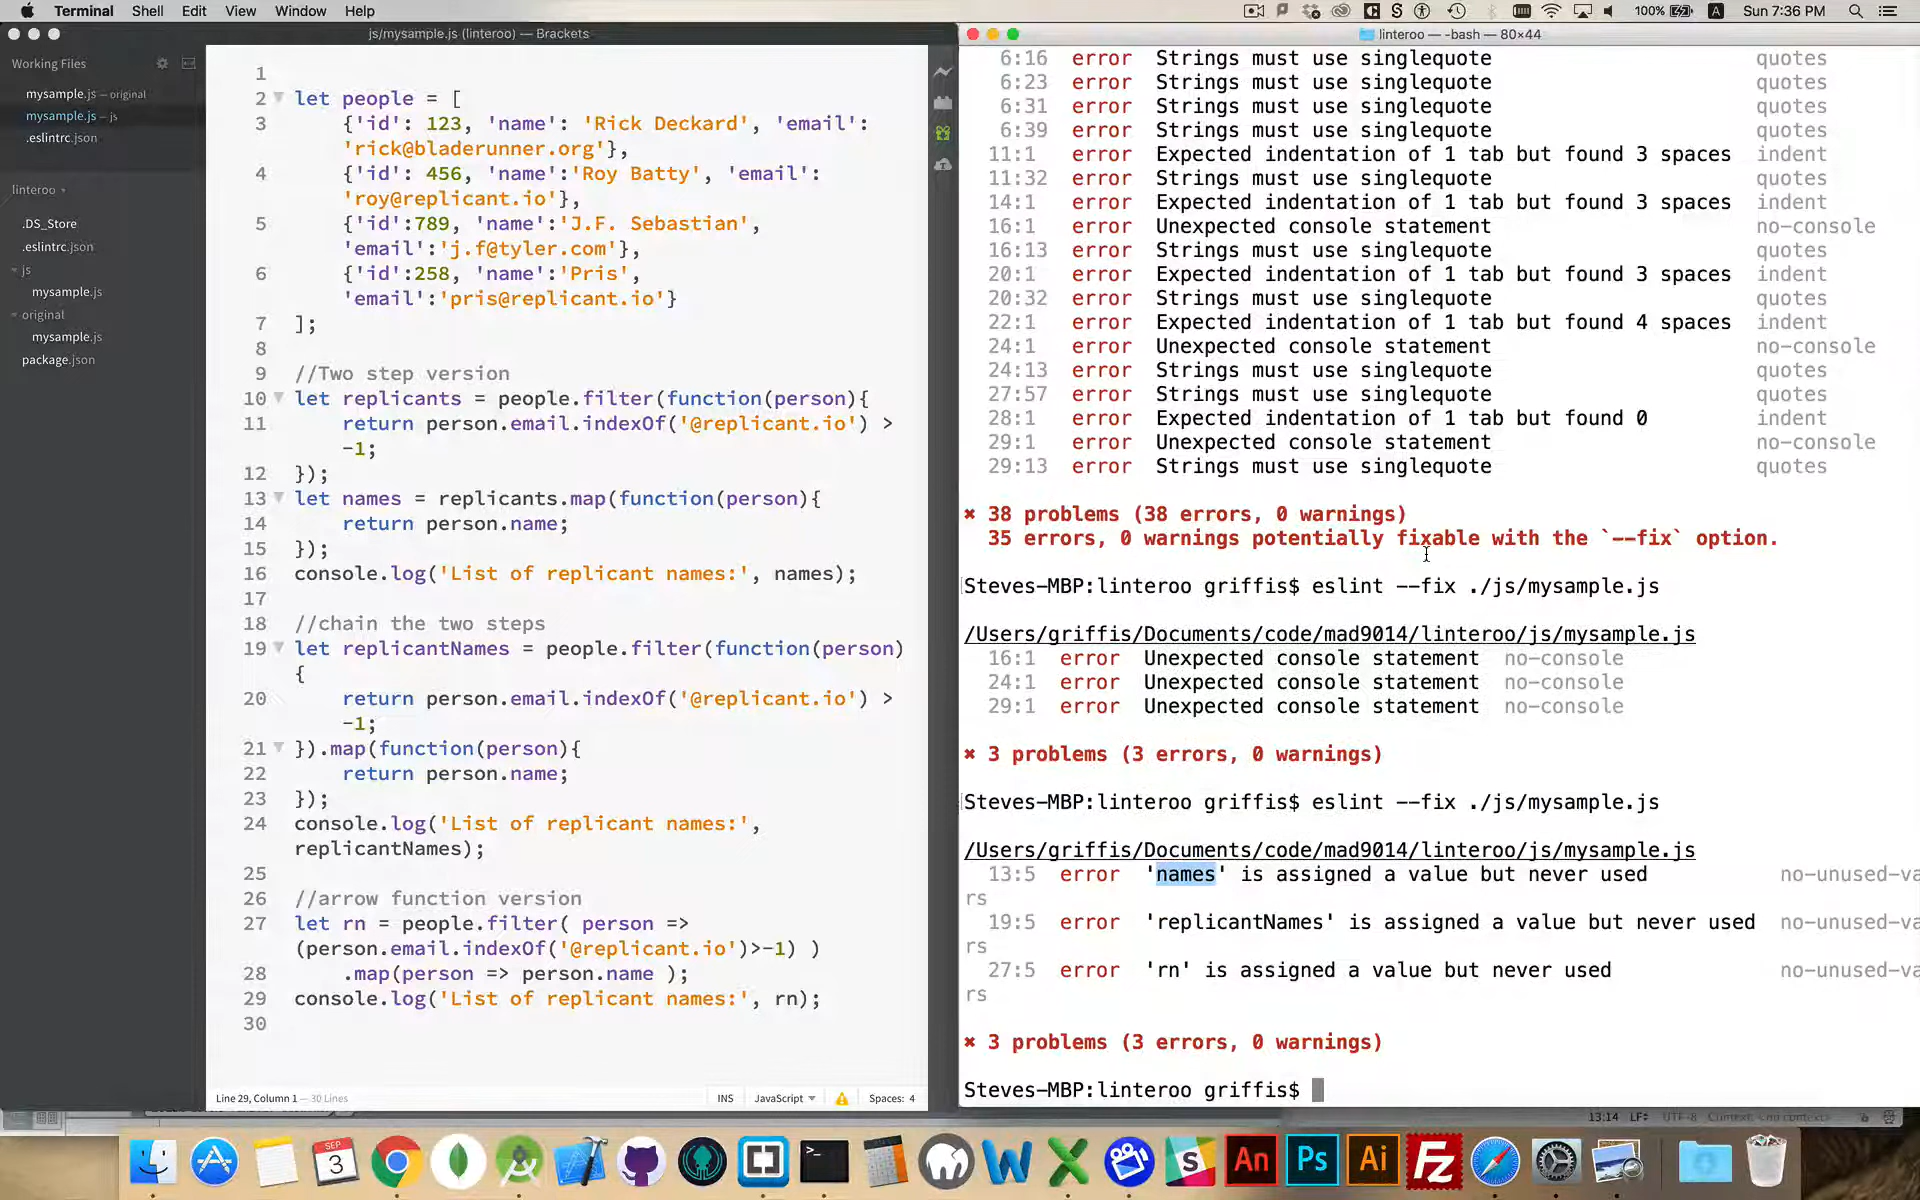 Terminal Shell Edit View Window Help 100% Sun 7:36 PM
js/mysample.js (linteroo) — Brackets
Working Files
mysample.js — original
mysample.js — js
.eslintrc.json
linteroo
.DS_Store
.eslintrc.json
js
mysample.js
original
mysample.js
package.json
1
2 let people = [
3 {'id': 123, 'name': 'Rick Deckard', 'email':
'rick@bladerunner.org'},
4 {'id': 456, 'name':'Roy Batty', 'email':
'roy@replicant.io'},
5 {'id':789, 'name':'J.F. Sebastian',
'email':'j.f@tyler.com'},
6 {'id':258, 'name':'Pris',
'email':'pris@replicant.io'}
7 ];
8
9 //Two step version
10 let replicants = people.filter(function(person){
11 return person.email.indexOf('@replicant.io') >
-1;
12 });
13 let names = replicants.map(function(person){
14 return person.name;
15 });
16 console.log('List of replicant names:', names);
17
18 //chain the two steps
19 let replicantNames = people.filter(function(person)
{
20 return person.email.indexOf('@replicant.io') >
-1;
21 }).map(function(person){
22 return person.name;
23 });
24 console.log('List of replicant names:',
replicantNames);
25
26 //arrow function version
27 let rn = people.filter( person =>
(person.email.indexOf('@replicant.io')>-1) )
28 .map(person => person.name );
29 console.log('List of replicant names:', rn);
30
Line 29, Column 1 — 30 Lines INS JavaScript Spaces: 4
linteroo — -bash — 80×44
6:16 error Strings must use singlequote quotes
6:23 error Strings must use singlequote quotes
6:31 error Strings must use singlequote quotes
6:39 error Strings must use singlequote quotes
11:1 error Expected indentation of 1 tab but found 3 spaces indent
11:32 error Strings must use singlequote quotes
14:1 error Expected indentation of 1 tab but found 3 spaces indent
16:1 error Unexpected console statement no-console
16:13 error Strings must use singlequote quotes
20:1 error Expected indentation of 1 tab but found 3 spaces indent
20:32 error Strings must use singlequote quotes
22:1 error Expected indentation of 1 tab but found 4 spaces indent
24:1 error Unexpected console statement no-console
24:13 error Strings must use singlequote quotes
27:57 error Strings must use singlequote quotes
28:1 error Expected indentation of 1 tab but found 0 indent
29:1 error Unexpected console statement no-console
29:13 error Strings must use singlequote quotes
✖ 38 problems (38 errors, 0 warnings)
35 errors, 0 warnings potentially fixable with the `--fix` option.
Steves-MBP:linteroo griffis$ eslint --fix ./js/mysample.js
/Users/griffis/Documents/code/mad9014/linteroo/js/mysample.js
16:1 error Unexpected console statement no-console
24:1 error Unexpected console statement no-console
29:1 error Unexpected console statement no-console
✖ 3 problems (3 errors, 0 warnings)
Steves-MBP:linteroo griffis$ eslint --fix ./js/mysample.js
/Users/griffis/Documents/code/mad9014/linteroo/js/mysample.js
13:5 error 'names' is assigned a value but never used no-unused-va
rs
19:5 error 'replicantNames' is assigned a value but never used no-unused-va
rs
27:5 error 'rn' is assigned a value but never used no-unused-va
rs
✖ 3 problems (3 errors, 0 warnings)
Steves-MBP:linteroo griffis$
13:14 LF UTF-8 Context: <no context>
SEP
3
An Ps Ai Fz